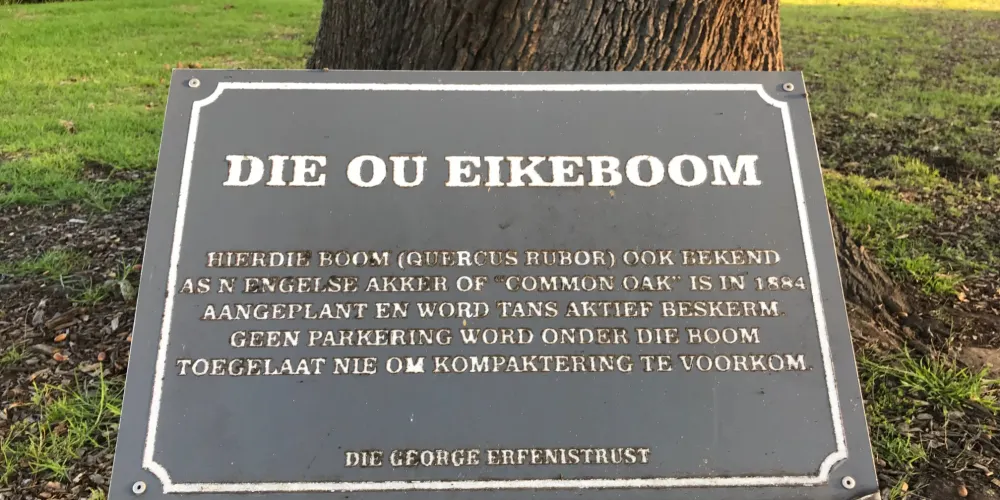 DIE OU EIKEBOOM
HIERDIE BOOM (QUERCUS RUBOR) OOK BEKEND
AS N ENGELSE AKKER OF "COMMON OAK" IS IN 1884
AANGEPLANT EN WORD TANS AKTIEF BESKERM.
GEEN PARKERING WORD ONDER DIE BOOM
TOEGELAAT NIE OM KOMPAKTERING TE VOORKOM.
DIE GEORGE ERFENISTRUST